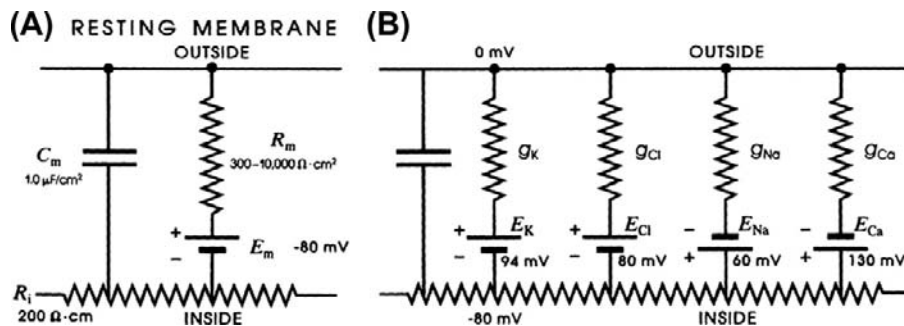 (A) RESTING MEMBRANE
OUTSIDE
Cm
1.0 μF/cm²
Rm
300–10,000 Ω·cm²
+
Em
-80 mV
–
Ri
200 Ω·cm
INSIDE
(B)
0 mV
OUTSIDE
gK
gCl
gNa
gCa
+
EK
–
94 mV
+
ECl
–
80 mV
–
ENa
+
60 mV
–
ECa
+
130 mV
-80 mV
INSIDE